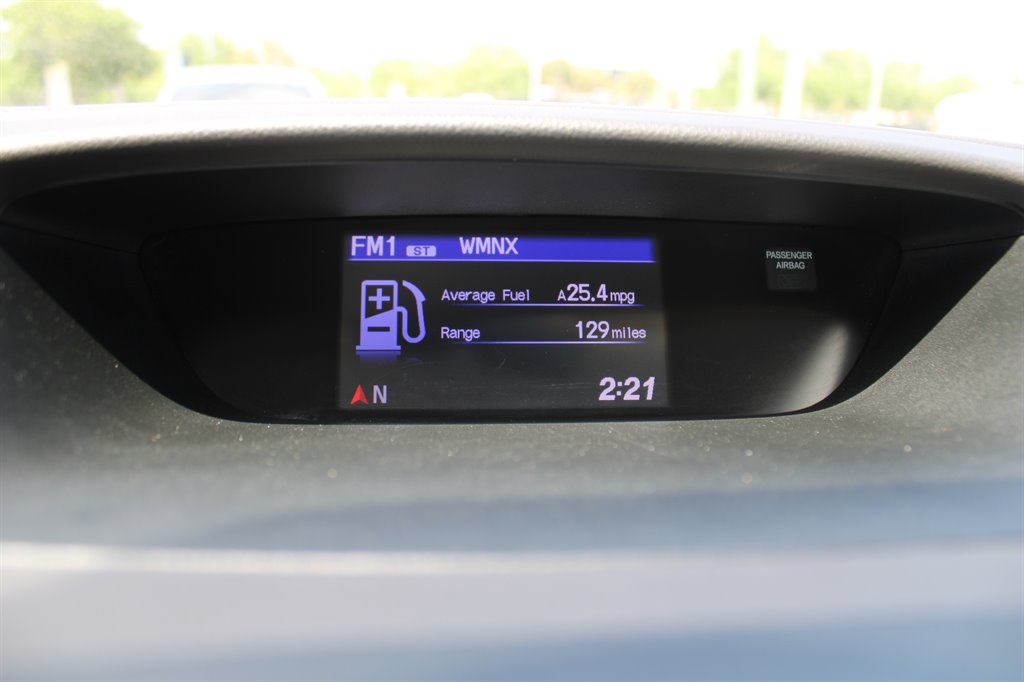 FM1 ST WMNX
PASSENGER
AIRBAG
Average Fuel A25.4mpg
Range 129miles
N 2:21